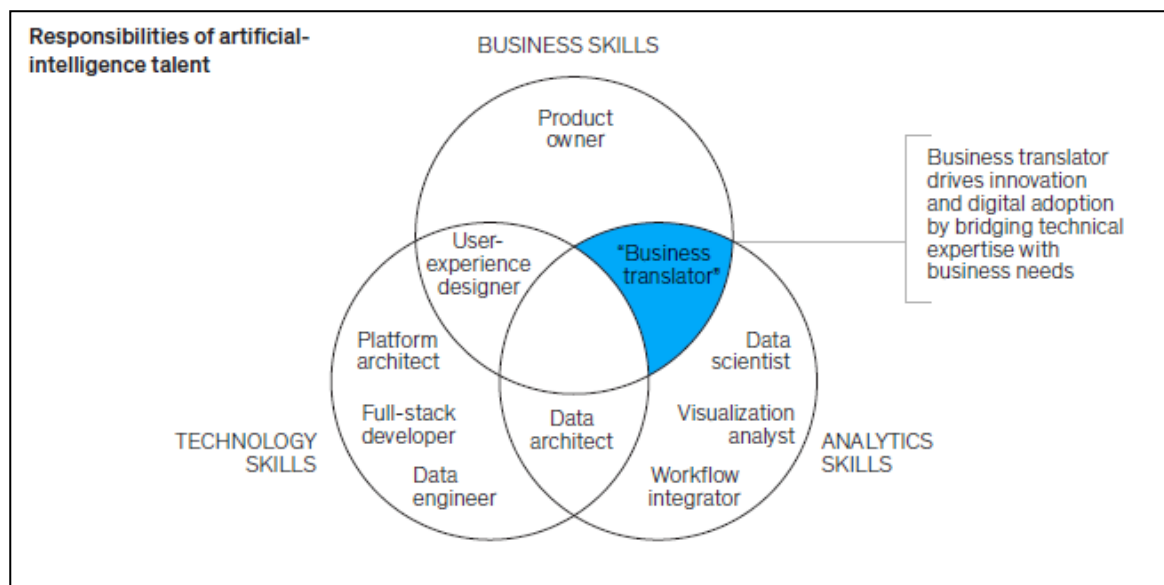 Responsibilities of artificial-
intelligence talent
BUSINESS SKILLS
Product
owner
User-
experience
designer
"Business
translator"
Business translator
drives innovation
and digital adoption
by bridging technical
expertise with
business needs
Platform
architect
Full-stack
developer
Data
engineer
TECHNOLOGY
SKILLS
Data
architect
Data
scientist
Visualization
analyst
Workflow
integrator
ANALYTICS
SKILLS